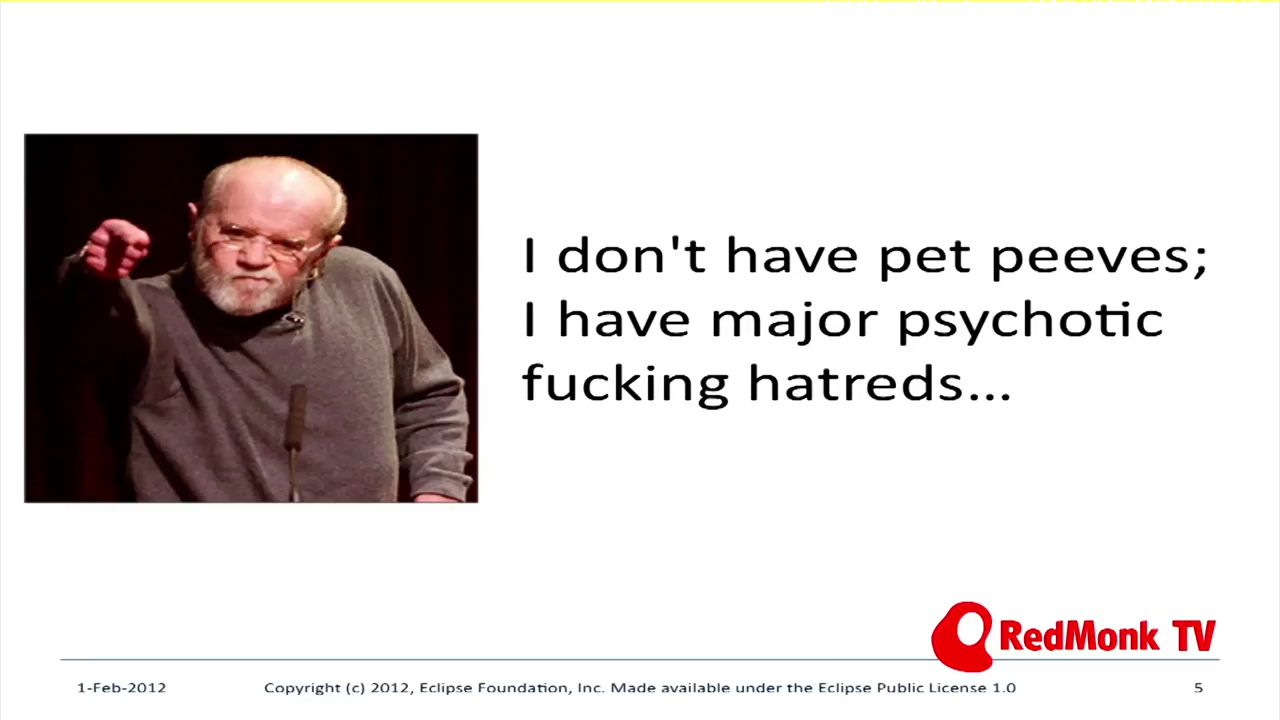 I don't have pet peeves;
I have major psychotic
fucking hatreds...
RedMonk TV
1-Feb-2012
Copyright (c) 2012, Eclipse Foundation, Inc. Made available under the Eclipse Public License 1.0
5